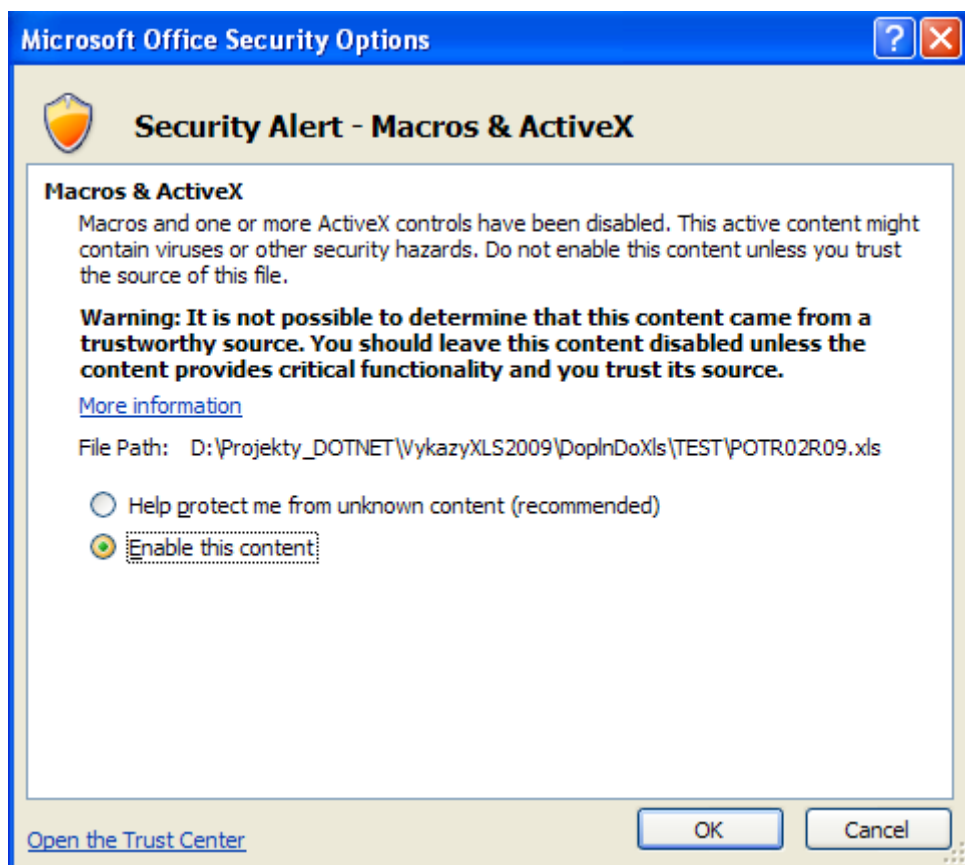 Microsoft Office Security Options
Security Alert - Macros & ActiveX
Macros & ActiveX
Macros and one or more ActiveX controls have been disabled. This active content might
contain viruses or other security hazards. Do not enable this content unless you trust
the source of this file.
Warning: It is not possible to determine that this content came from a
trustworthy source. You should leave this content disabled unless the
content provides critical functionality and you trust its source.
More information
File Path: D:\Projekty_DOTNET\VykazyXLS2009\DoplnDoXls\TEST\POTR02R09.xls
Help protect me from unknown content (recommended)
Enable this content
Open the Trust Center
OK
Cancel